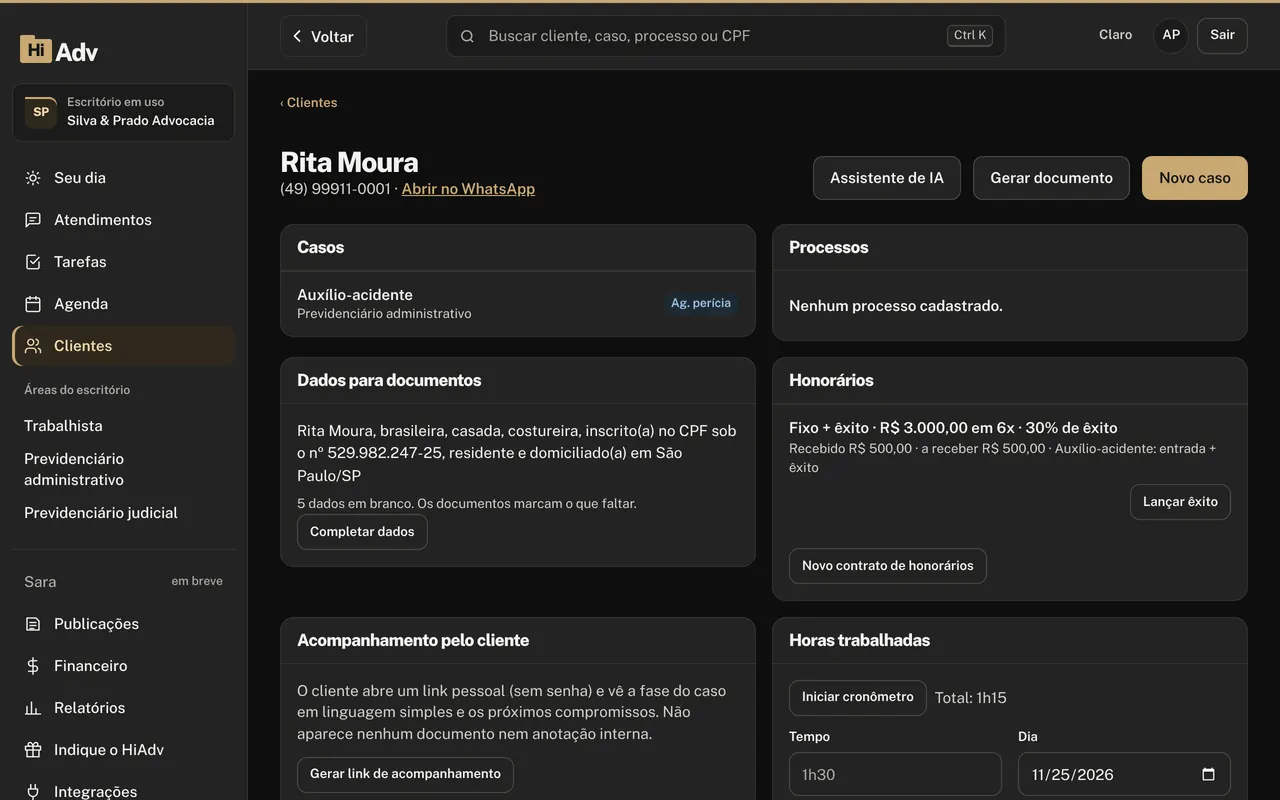 Hi Adv
Escritório em uso
SP
Silva & Prado Advocacia
Seu dia
Atendimentos
Tarefas
Agenda
Clientes
Áreas do escritório
Trabalhista
Previdenciário
administrativo
Previdenciário judicial
Sara
em breve
Publicações
Financeiro
Relatórios
Indique o HiAdv
Integrações
Voltar
Buscar cliente, caso, processo ou CPF
Ctrl K
Claro
AP
Sair
‹ Clientes
Rita Moura
(49) 99911-0001 · Abrir no WhatsApp
Assistente de IA
Gerar documento
Novo caso
Casos
Auxílio-acidente
Previdenciário administrativo
Ag. perícia
Processos
Nenhum processo cadastrado.
Dados para documentos
Rita Moura, brasileira, casada, costureira, inscrito(a) no CPF sob
o nº 529.982.247-25, residente e domiciliado(a) em São
Paulo/SP
5 dados em branco. Os documentos marcam o que faltar.
Completar dados
Honorários
Fixo + êxito · R$ 3.000,00 em 6x · 30% de êxito
Recebido R$ 500,00 · a receber R$ 500,00 · Auxílio-acidente: entrada +
êxito
Lançar êxito
Novo contrato de honorários
Acompanhamento pelo cliente
O cliente abre um link pessoal (sem senha) e vê a fase do caso
em linguagem simples e os próximos compromissos. Não
aparece nenhum documento nem anotação interna.
Gerar link de acompanhamento
Horas trabalhadas
Iniciar cronômetro
Total: 1h15
Tempo
Dia
1h30
11/25/2026